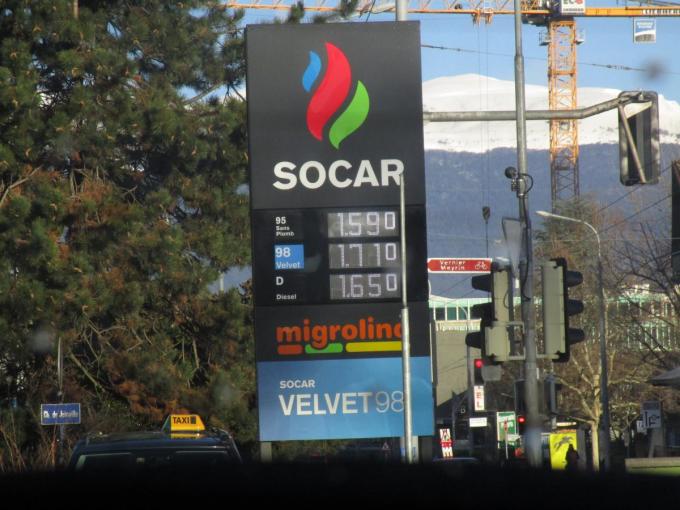 SOCAR
95
Sans
Plomb
1.590
98
Velvet
1.710
D
Diesel
1.650
Vernier
Meyrin
migrolino
SOCAR
VELVET98
TAXI